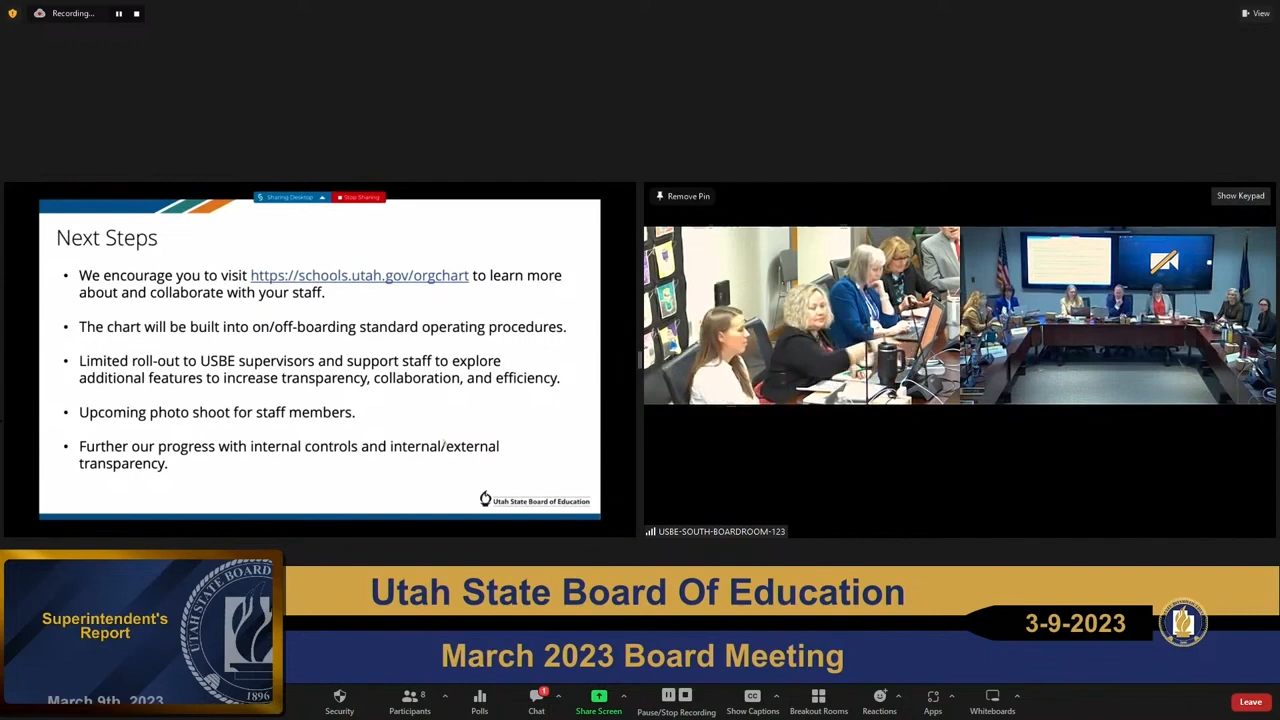 Recording...
View
Sharing Desktop
Stop Sharing
Next Steps
• We encourage you to visit https://schools.utah.gov/orgchart to learn more
about and collaborate with your staff.
• The chart will be built into on/off-boarding standard operating procedures.
• Limited roll-out to USBE supervisors and support staff to explore
additional features to increase transparency, collaboration, and efficiency.
• Upcoming photo shoot for staff members.
• Further our progress with internal controls and internal/external
transparency.
Utah State Board of Education
Remove Pin
Show Keypad
USBE-SOUTH-BOARDROOM-123
Superintendent's
Report
March 9th, 2023
UTAH STATE BOARD
1896
Utah State Board Of Education
3-9-2023
March 2023 Board Meeting
Security
Participants
8
Polls
Chat
1
Share Screen
Pause/Stop Recording
Show Captions
Breakout Rooms
Reactions
Apps
Whiteboards
Leave